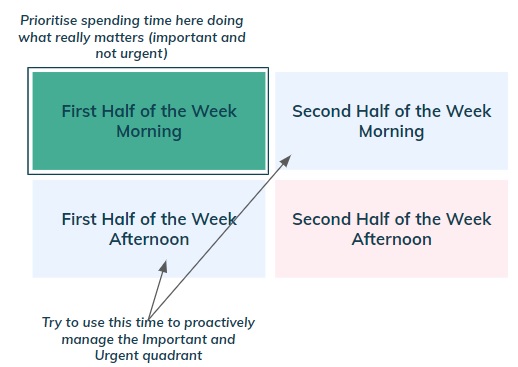 Prioritise spending time here doing
what really matters (important and
not urgent)
First Half of the Week
Morning
Second Half of the Week
Morning
First Half of the Week
Afternoon
Second Half of the Week
Afternoon
Try to use this time to proactively
manage the Important and
Urgent quadrant